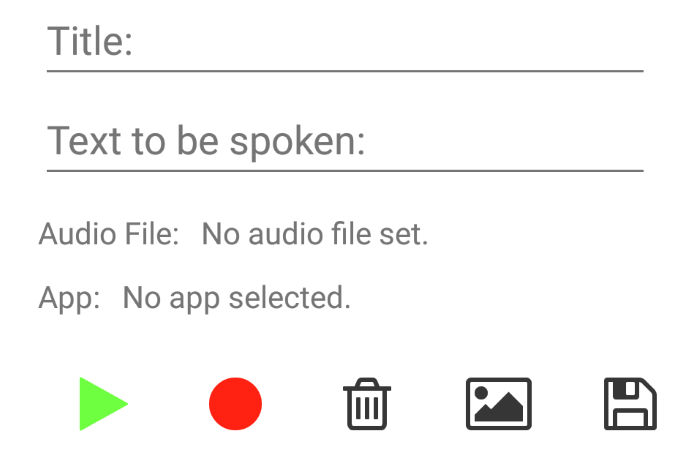 Title:
Text to be spoken:
Audio File: No audio file set.
App: No app selected.